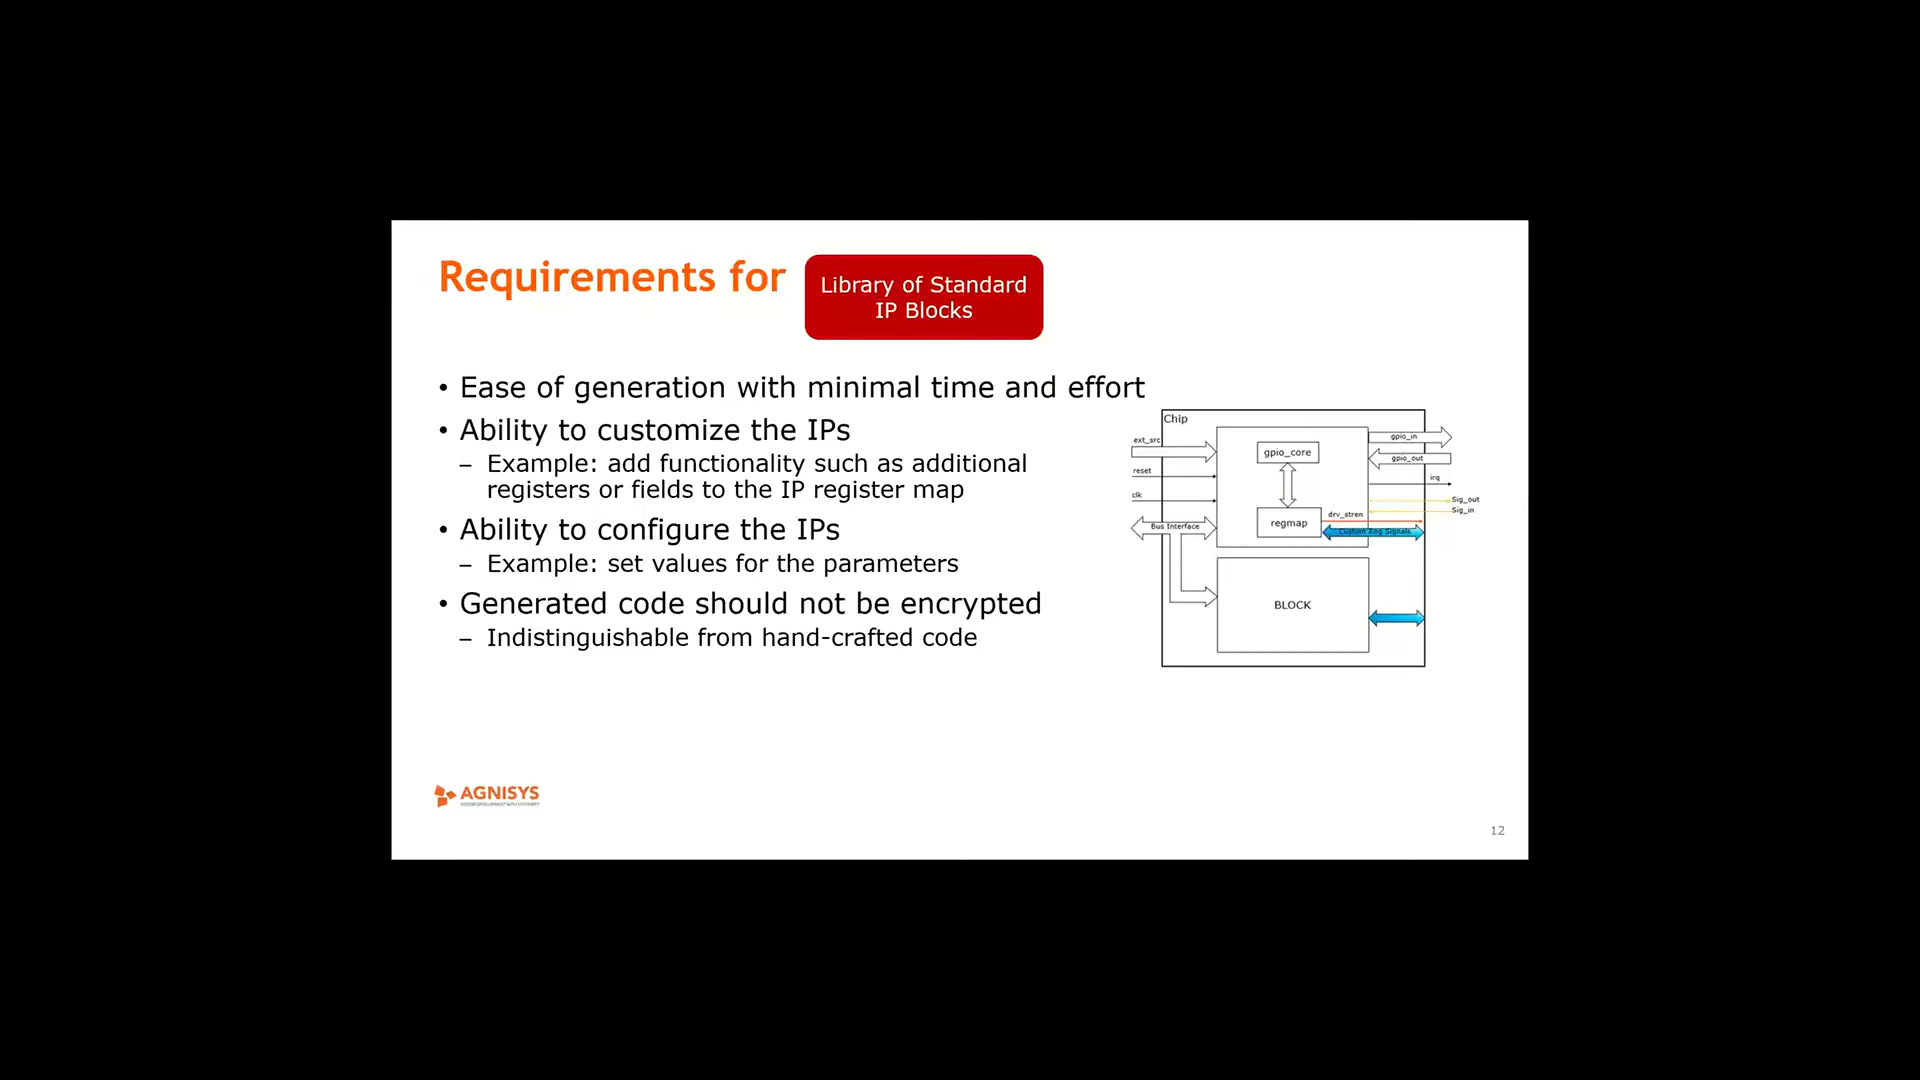 Requirements for
Library of Standard
IP Blocks
• Ease of generation with minimal time and effort
• Ability to customize the IPs
– Example: add functionality such as additional
registers or fields to the IP register map
• Ability to configure the IPs
– Example: set values for the parameters
• Generated code should not be encrypted
– Indistinguishable from hand-crafted code
Chip
ext_src
reset
clk
Bus Interface
gpio_core
regmap
drv_stren
Custom Reg Signals
gpio_in
gpio_out
irq
Sig_out
Sig_in
BLOCK
AGNISYS
12